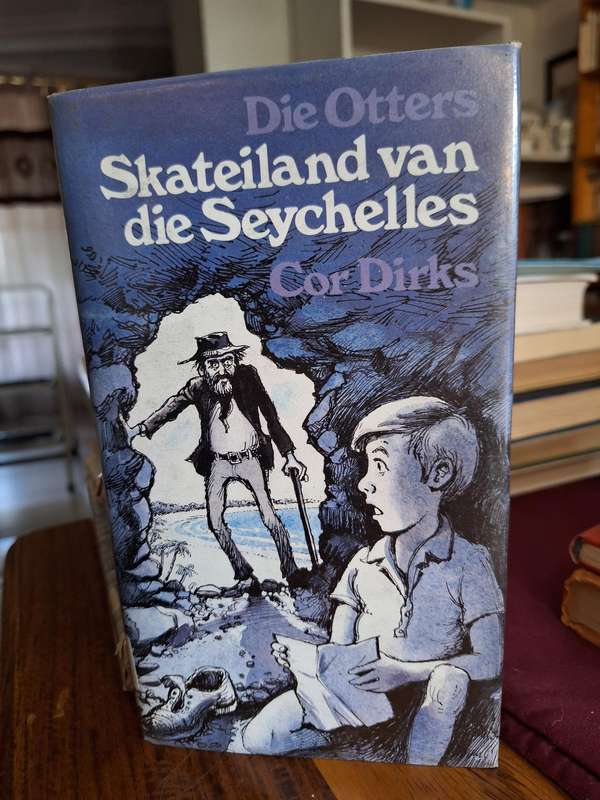 Die Otters
Skateiland van
die Seychelles
Cor Dirks